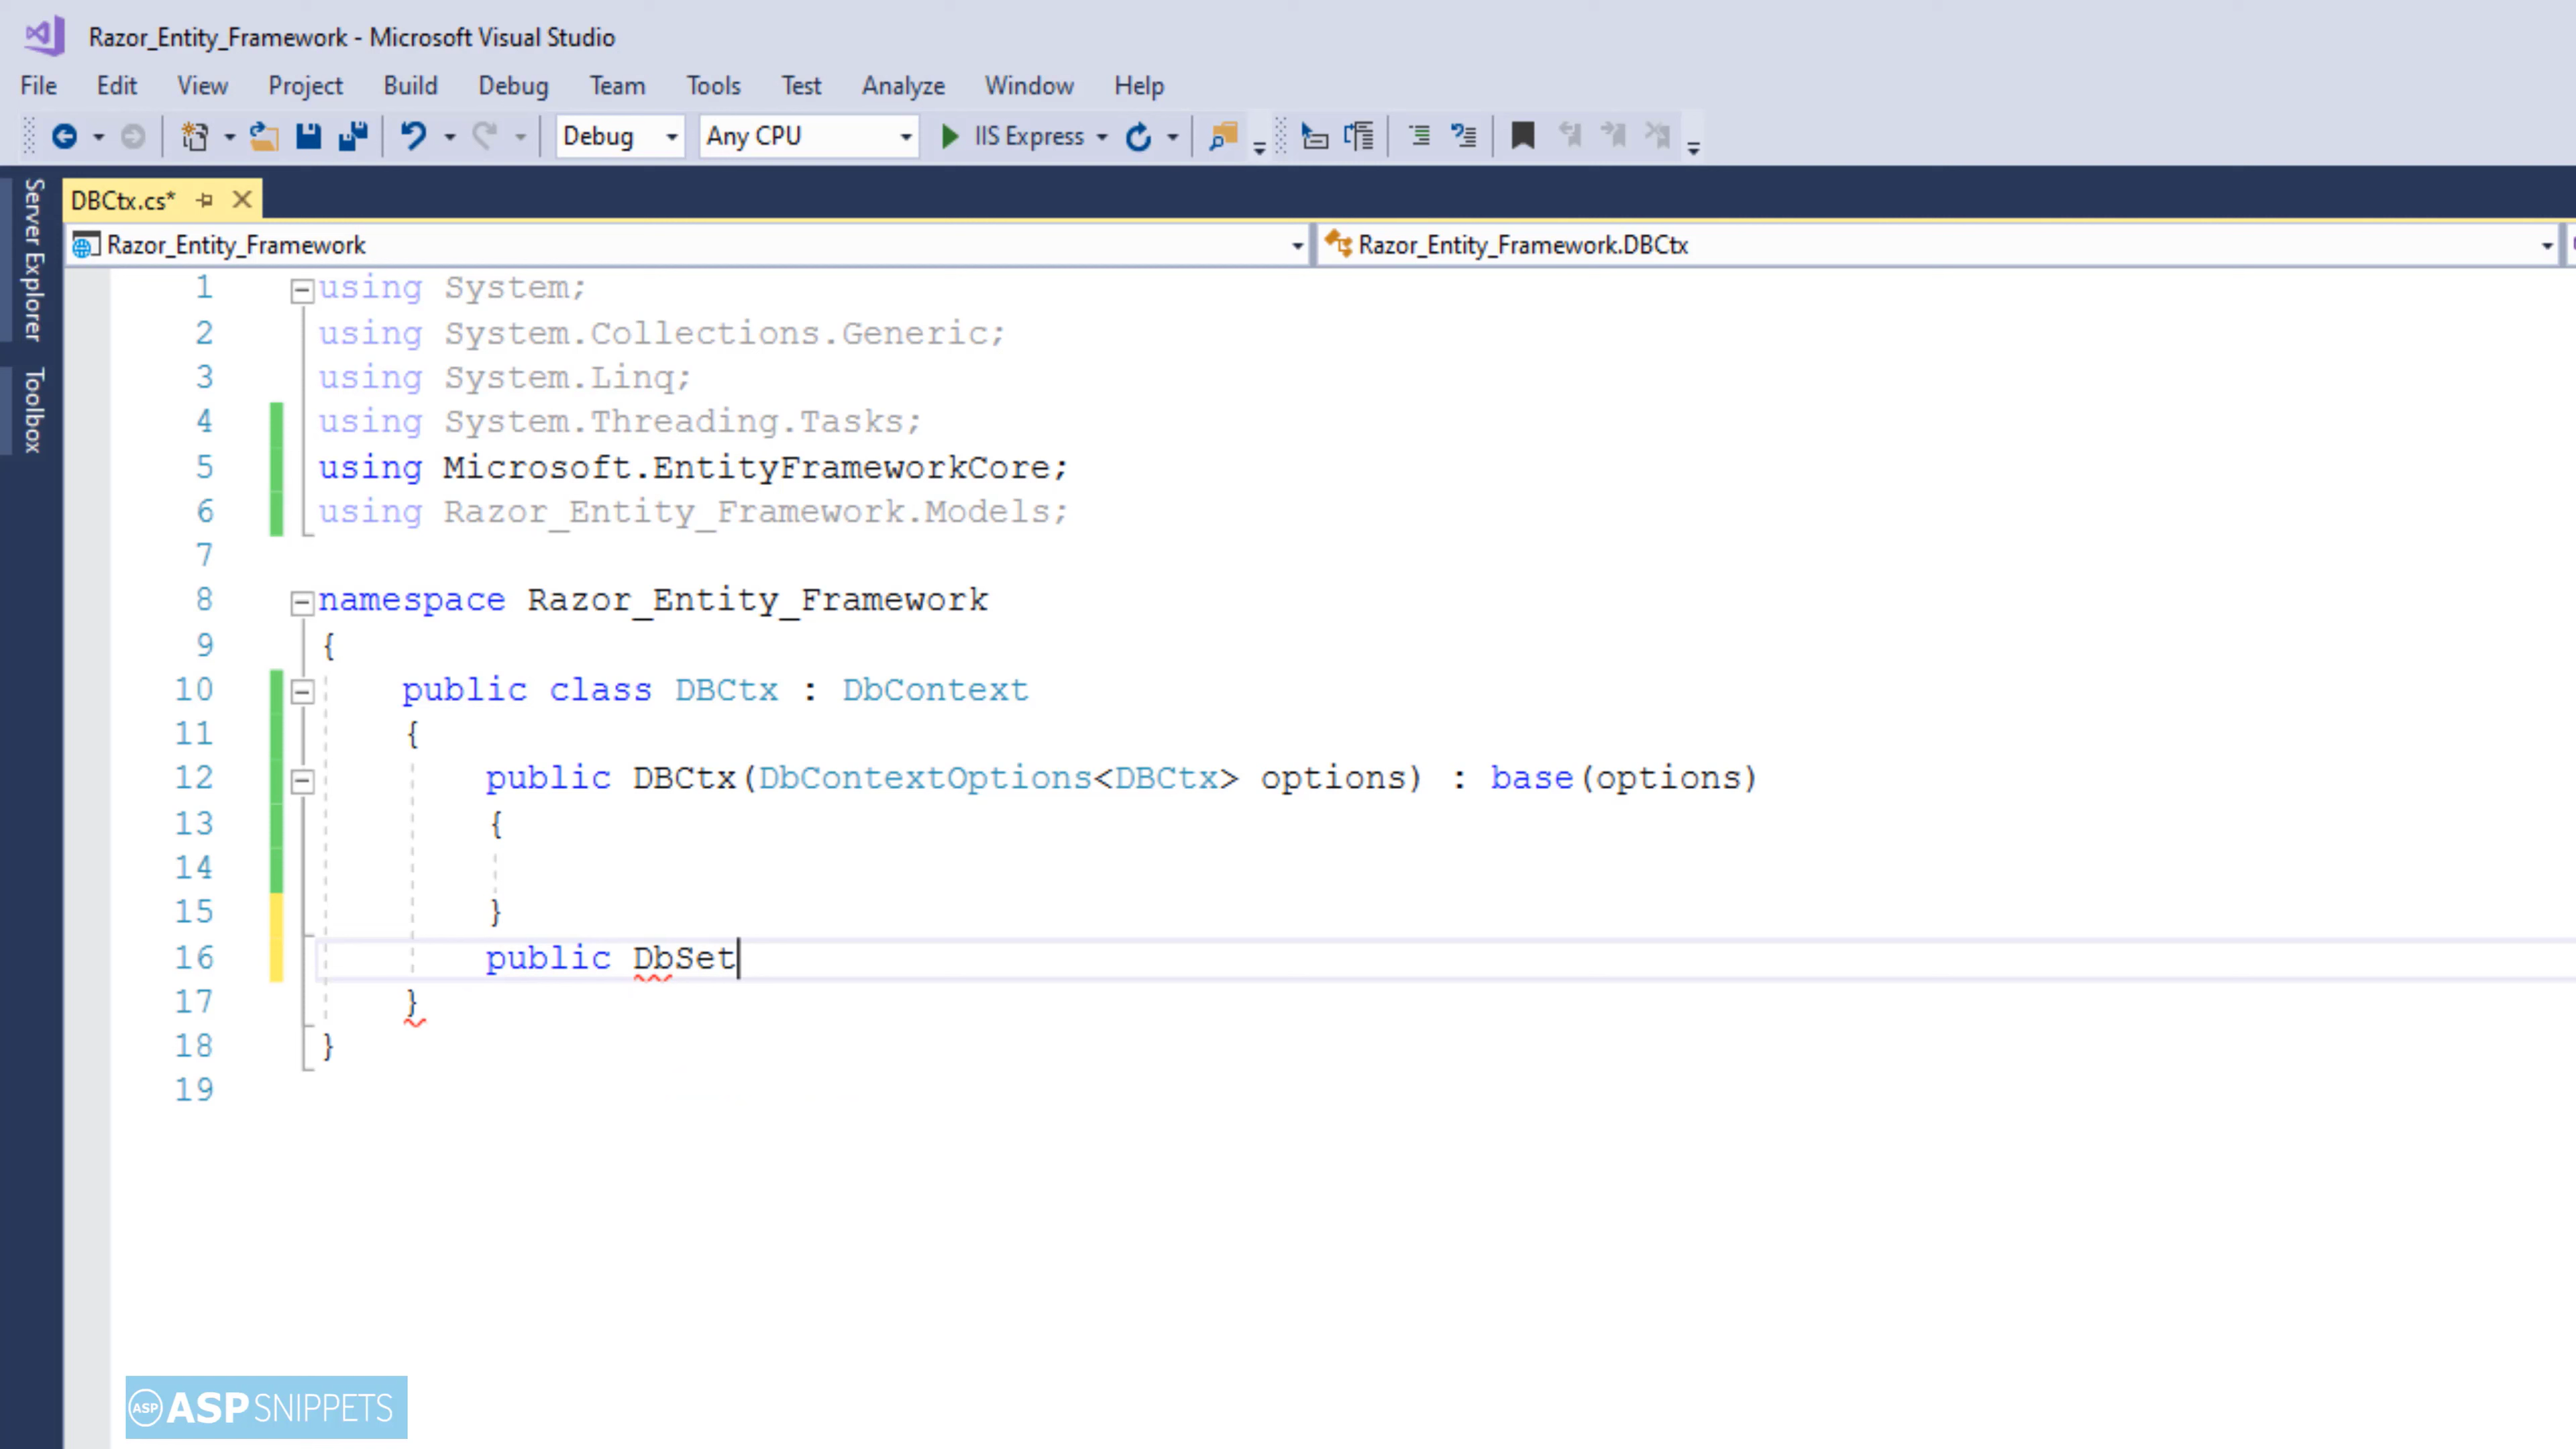 Razor_Entity_Framework - Microsoft Visual Studio
File Edit View Project Build Debug Team Tools Test Analyze Window Help
Debug Any CPU IIS Express
Server Explorer
Toolbox
DBCtx.cs*
Razor_Entity_Framework Razor_Entity_Framework.DBCtx
1 using System;
2 using System.Collections.Generic;
3 using System.Linq;
4 using System.Threading.Tasks;
5 using Microsoft.EntityFrameworkCore;
6 using Razor_Entity_Framework.Models;
7
8 namespace Razor_Entity_Framework
9 {
10 public class DBCtx : DbContext
11 {
12 public DBCtx(DbContextOptions<DBCtx> options) : base(options)
13 {
14
15 }
16 public DbSet
17 }
18 }
19
ASP ASPSNIPPETS